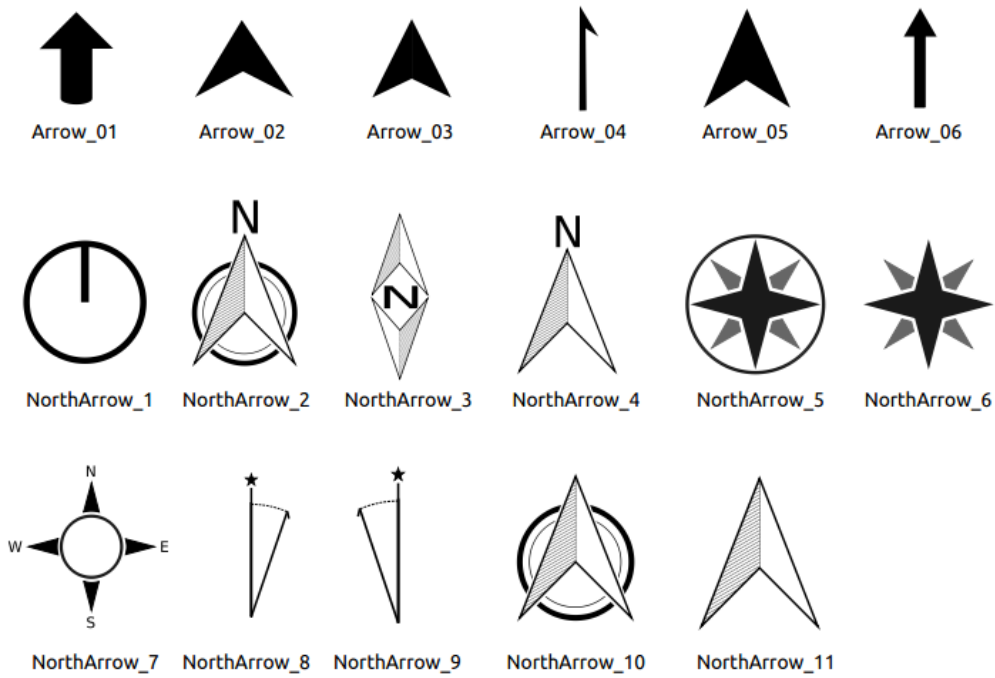 Arrow_01 Arrow_02 Arrow_03 Arrow_04 Arrow_05 Arrow_06
N N
N
NorthArrow_1 NorthArrow_2 NorthArrow_3 NorthArrow_4 NorthArrow_5 NorthArrow_6
N
W E
S
NorthArrow_7 NorthArrow_8 NorthArrow_9 NorthArrow_10 NorthArrow_11